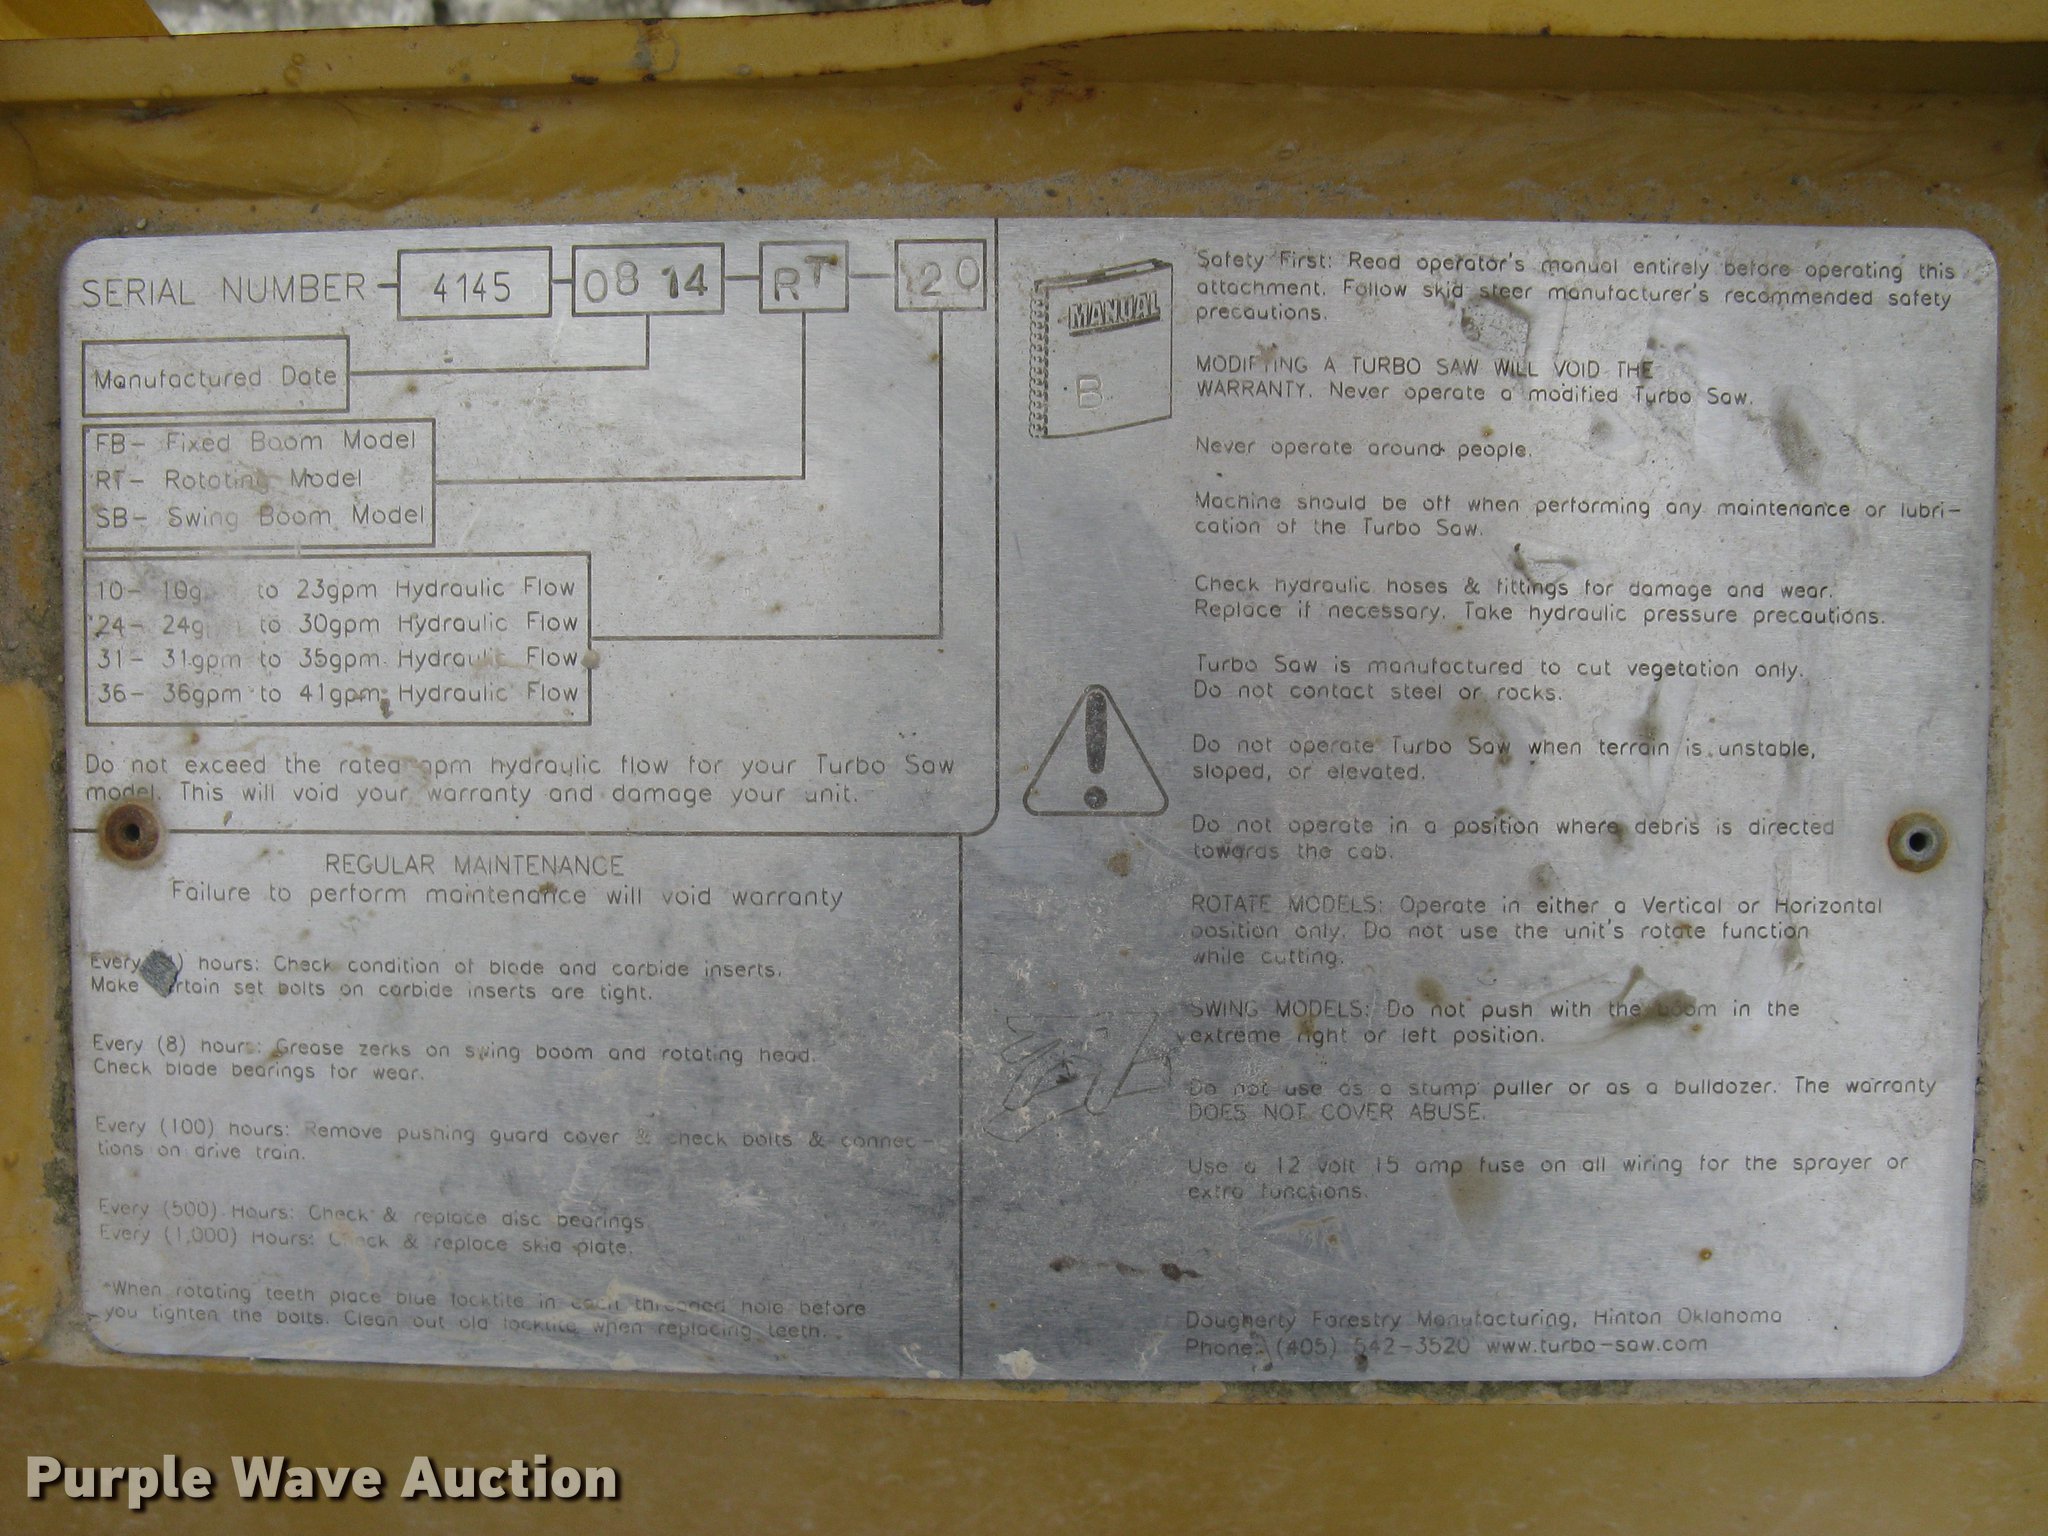 SERIAL NUMBER - 4145 - 08 14 - RT - 20
Manufactured Date
FB- Fixed Boom Model
RT- Rotating Model
SB- Swing Boom Model
10- to 23gpm Hydraulic Flow
24- to 30gpm Hydraulic Flow
31- 31gpm to 35gpm Hydraulic Flow
36- 36gpm to 41gpm Hydraulic Flow
Do not exceed the rated gpm hydraulic flow for your Turbo Saw
model. This will void your warranty and damage your unit.
REGULAR MAINTENANCE
Failure to perform maintenance will void warranty
Every hours: Check condition of blade and carbide inserts.
Make certain set bolts on carbide inserts are tight.
Every (8) hours: Grease zerks on swing boom and rotating head.
Check blade bearings for wear.
Every (100) hours: Remove pushing guard cover & check bolts & connec-
tions on drive train.
Every (500) Hours: Check & replace disc bearings.
Every (1,000) Hours: Check & replace skid plate.
*When rotating teeth place blue locktite in each threaded hole before
you tighten the bolts. Clean out old locktite when replacing teeth.
MANUAL
B
Safety First: Read operator's manual entirely before operating this
attachment. Follow skid steer manufacturer's recommended safety
precautions.
MODIFYING A TURBO SAW WILL VOID THE
WARRANTY. Never operate a modified Turbo Saw.
Never operate around people.
Machine should be off when performing any maintenance or lubri-
cation of the Turbo Saw.
Check hydraulic hoses & fittings for damage and wear.
Replace if necessary. Take hydraulic pressure precautions.
Turbo Saw is manufactured to cut vegetation only.
Do not contact steel or rocks.
Do not operate Turbo Saw when terrain is unstable,
sloped, or elevated.
Do not operate in a position where debris is directed
towards the cab.
ROTATE MODELS: Operate in either a Vertical or Horizontal
position only. Do not use the unit's rotate function
while cutting.
SWING MODELS: Do not push with the boom in the
extreme right or left position.
Do not use as a stump puller or as a bulldozer. The warranty
DOES NOT COVER ABUSE.
Use a 12 volt 15 amp fuse on all wiring for the sprayer or
extra functions.
Dougherty Forestry Manufacturing, Hinton Oklahoma
Phone: (405) 542-3520 www.turbo-saw.com
Purple Wave Auction